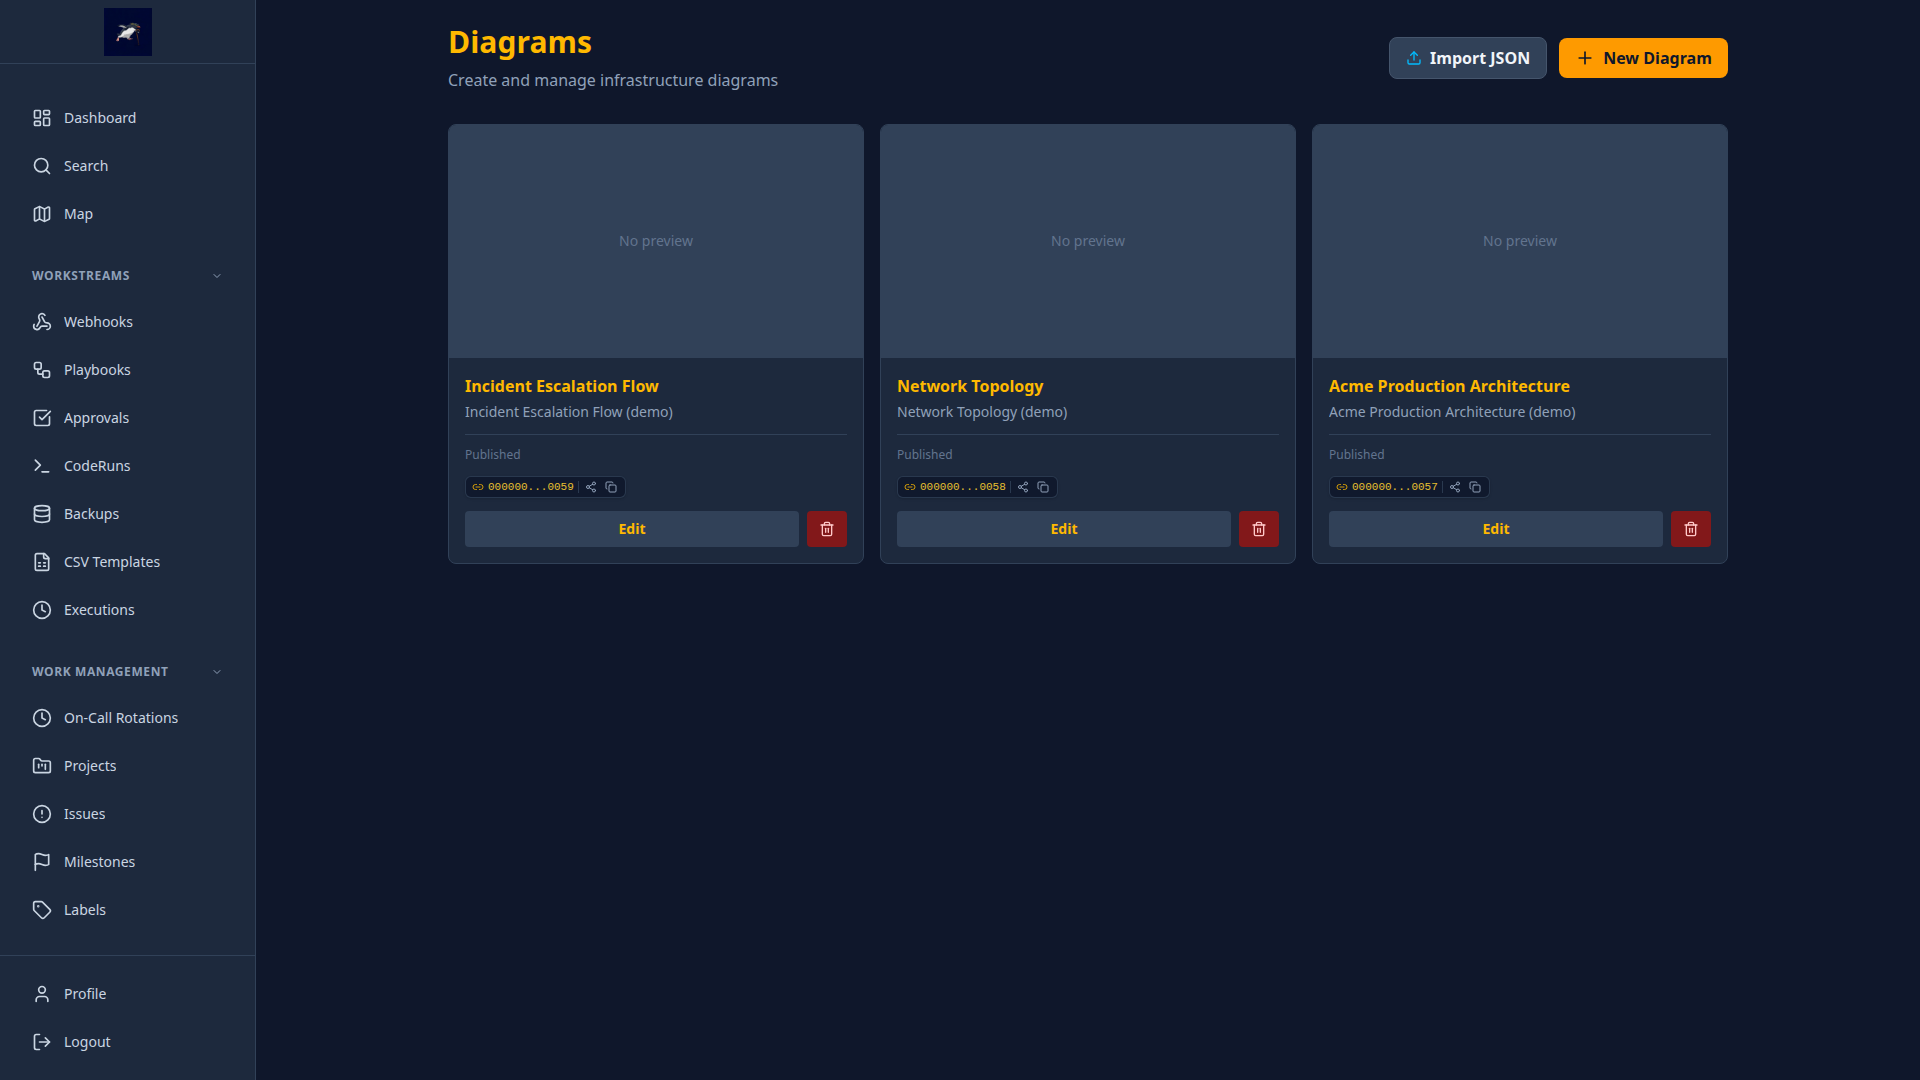 Dashboard
Search
Map
WORKSTREAMS
Webhooks
Playbooks
Approvals
CodeRuns
Backups
CSV Templates
Executions
WORK MANAGEMENT
On-Call Rotations
Projects
Issues
Milestones
Labels
Profile
Logout
Diagrams
Create and manage infrastructure diagrams
Import JSON
New Diagram
No preview
Incident Escalation Flow
Incident Escalation Flow (demo)
Published
000000...0059
Edit
No preview
Network Topology
Network Topology (demo)
Published
000000...0058
Edit
No preview
Acme Production Architecture
Acme Production Architecture (demo)
Published
000000...0057
Edit